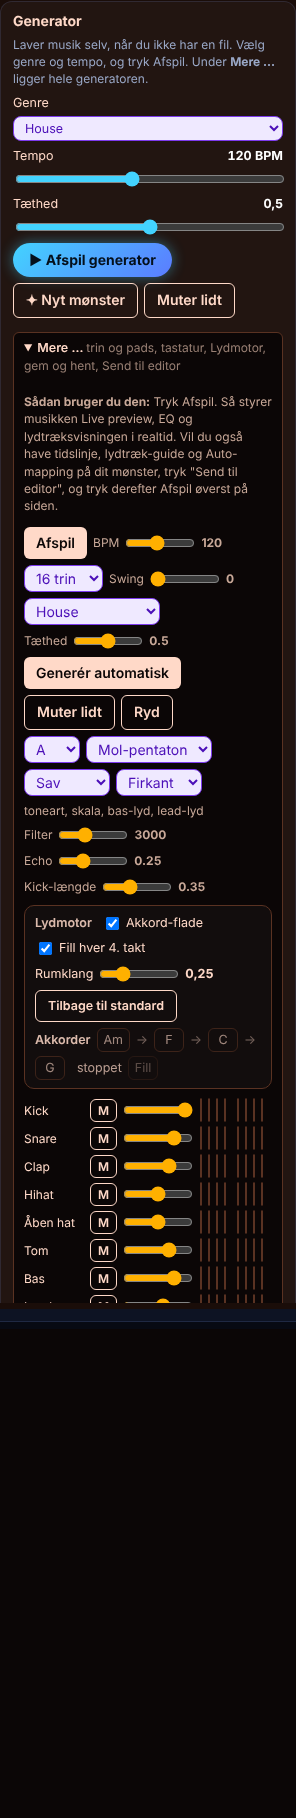 Generator
Laver musik selv, når du ikke har en fil. Vælg
genre og tempo, og tryk Afspil. Under Mere ...
ligger hele generatoren.
Genre
House
Tempo 120 BPM
Tæthed 0,5
▶ Afspil generator
✦ Nyt mønster Muter lidt
▼ Mere ... trin og pads, tastatur, Lydmotor,
gem og hent, Send til editor
Sådan bruger du den: Tryk Afspil. Så styrer
musikken Live preview, EQ og
lydtræksvisningen i realtid. Vil du også
have tidslinje, lydtræk-guide og Auto-
mapping på dit mønster, tryk "Send til
editor", og tryk derefter Afspil øverst på
siden.
Afspil BPM 120
16 trin Swing 0
House
Tæthed 0.5
Generér automatisk
Muter lidt Ryd
A Mol-pentaton
Sav Firkant
toneart, skala, bas-lyd, lead-lyd
Filter 3000
Echo 0.25
Kick-længde 0.35
Lydmotor Akkord-flade
Fill hver 4. takt
Rumklang 0,25
Tilbage til standard
Akkorder Am → F → C →
G stoppet Fill
Kick M
Snare M
Clap M
Hihat M
Åben hat M
Tom M
Bas M